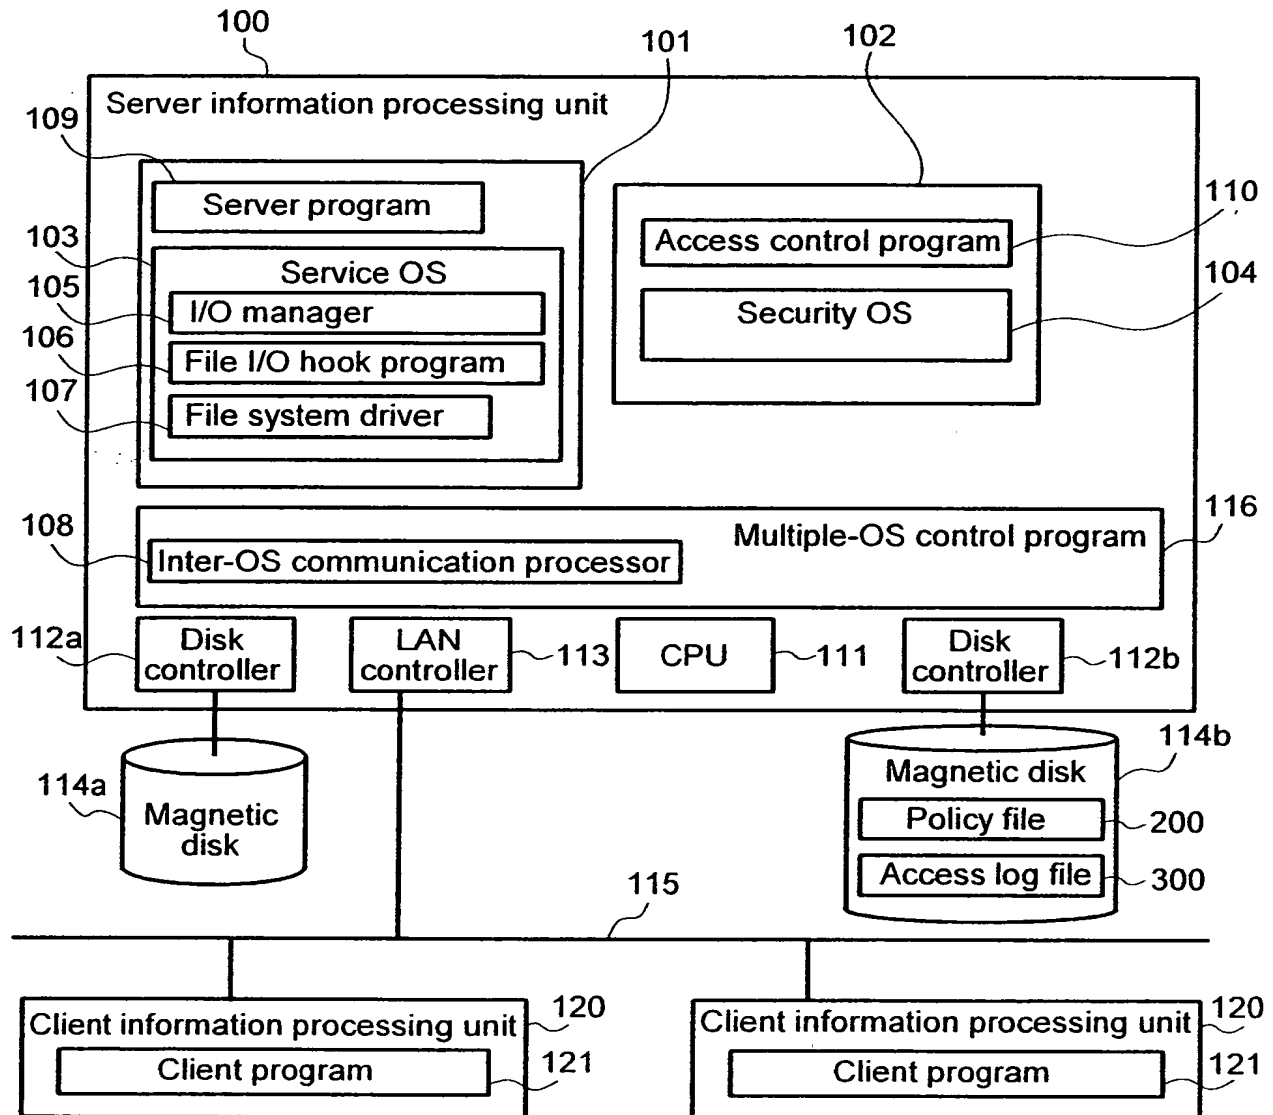 100
101
102
Server information processing unit
109
Server program
110
Access control program
103
Service OS
104
Security OS
105
I/O manager
106
File I/O hook program
107
File system driver
108
Multiple-OS control program
116
Inter-OS communication processor
112a
Disk
controller
LAN
controller
113
CPU
111
Disk
controller
112b
114a
Magnetic
disk
114b
Magnetic disk
Policy file
200
Access log file
300
115
Client information processing unit
120
Client program
121
Client information processing unit
120
Client program
121